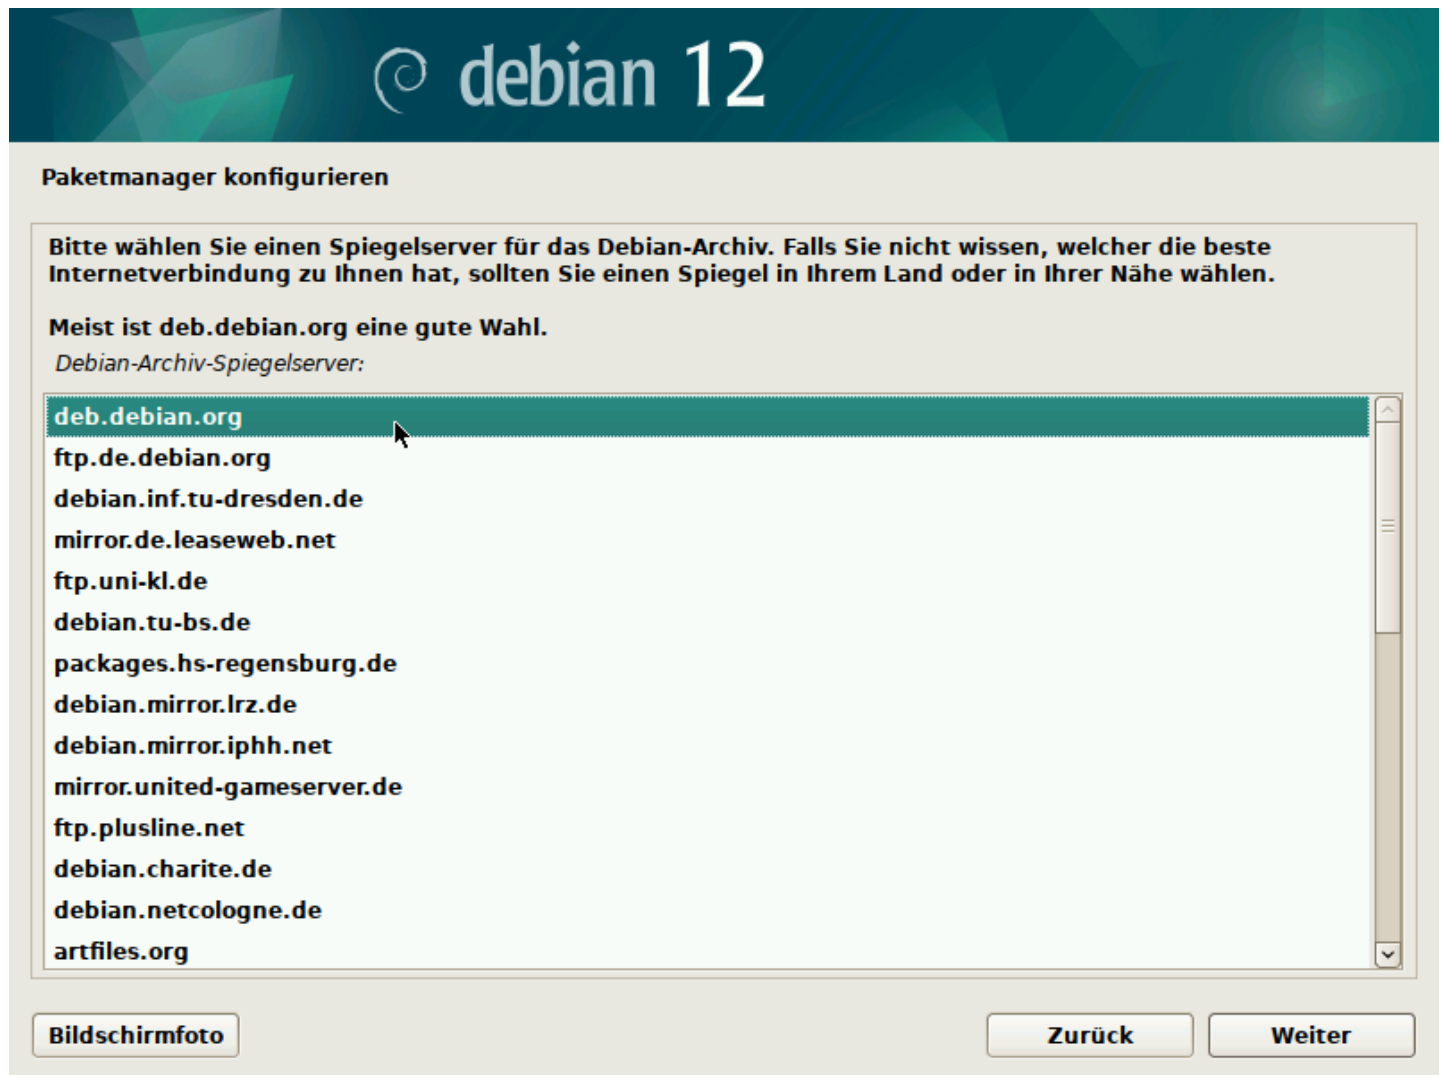 debian 12
Paketmanager konfigurieren
Bitte wählen Sie einen Spiegelserver für das Debian-Archiv. Falls Sie nicht wissen, welcher die beste
Internetverbindung zu Ihnen hat, sollten Sie einen Spiegel in Ihrem Land oder in Ihrer Nähe wählen.
Meist ist deb.debian.org eine gute Wahl.
Debian-Archiv-Spiegelserver:
deb.debian.org
ftp.de.debian.org
debian.inf.tu-dresden.de
mirror.de.leaseweb.net
ftp.uni-kl.de
debian.tu-bs.de
packages.hs-regensburg.de
debian.mirror.lrz.de
debian.mirror.iphh.net
mirror.united-gameserver.de
ftp.plusline.net
debian.charite.de
debian.netcologne.de
artfiles.org
Bildschirmfoto
Zurück
Weiter